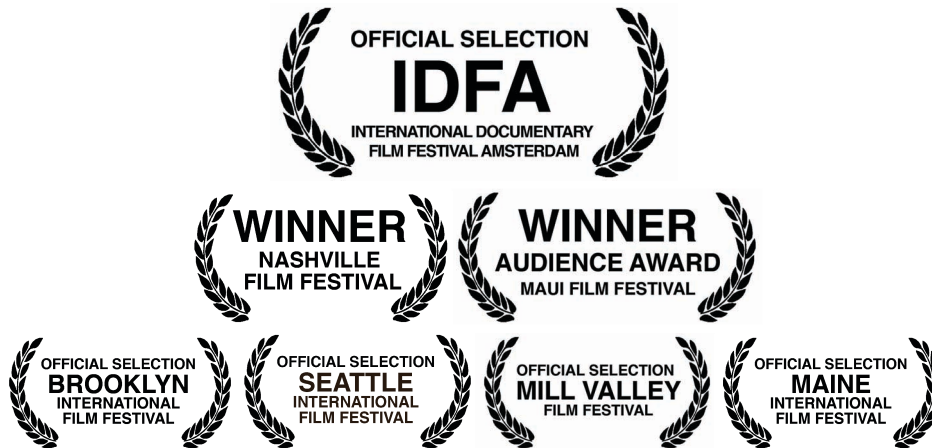 OFFICIAL SELECTION
IDFA
INTERNATIONAL DOCUMENTARY
FILM FESTIVAL AMSTERDAM
WINNER
NASHVILLE
FILM FESTIVAL
WINNER
AUDIENCE AWARD
MAUI FILM FESTIVAL
OFFICIAL SELECTION
BROOKLYN
INTERNATIONAL
FILM FESTIVAL
OFFICIAL SELECTION
SEATTLE
INTERNATIONAL
FILM FESTIVAL
OFFICIAL SELECTION
MILL VALLEY
FILM FESTIVAL
OFFICIAL SELECTION
MAINE
INTERNATIONAL
FILM FESTIVAL